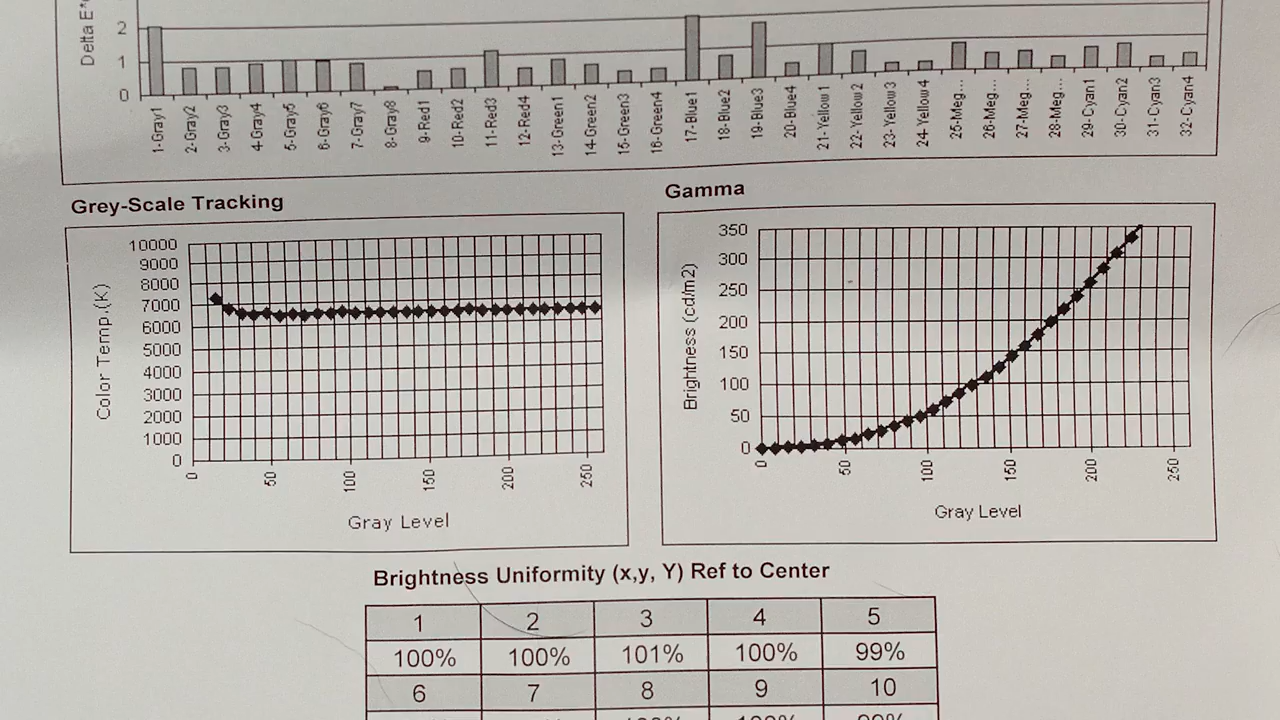 Delta E*
2
1
0
1-Gray1
2-Gray2
3-Gray3
4-Gray4
5-Gray5
6-Gray6
7-Gray7
8-Gray8
9-Red1
10-Red2
11-Red3
12-Red4
13-Green1
14-Green2
15-Green3
16-Green4
17-Blue1
18-Blue2
19-Blue3
20-Blue4
21-Yellow1
22-Yellow2
23-Yellow3
24-Yellow4
25-Meg...
26-Meg...
27-Meg...
28-Meg...
29-Cyan1
30-Cyan2
31-Cyan3
32-Cyan4
Grey-Scale Tracking
Color Temp.(K)
10000
9000
8000
7000
6000
5000
4000
3000
2000
1000
0
0 50 100 150 200 250
Gray Level
Gamma
Brightness (cd/m2)
350
300
250
200
150
100
50
0
0 50 100 150 200 250
Gray Level
Brightness Uniformity (x,y, Y) Ref to Center
1 2 3 4 5
100% 100% 101% 100% 99%
6 7 8 9 10